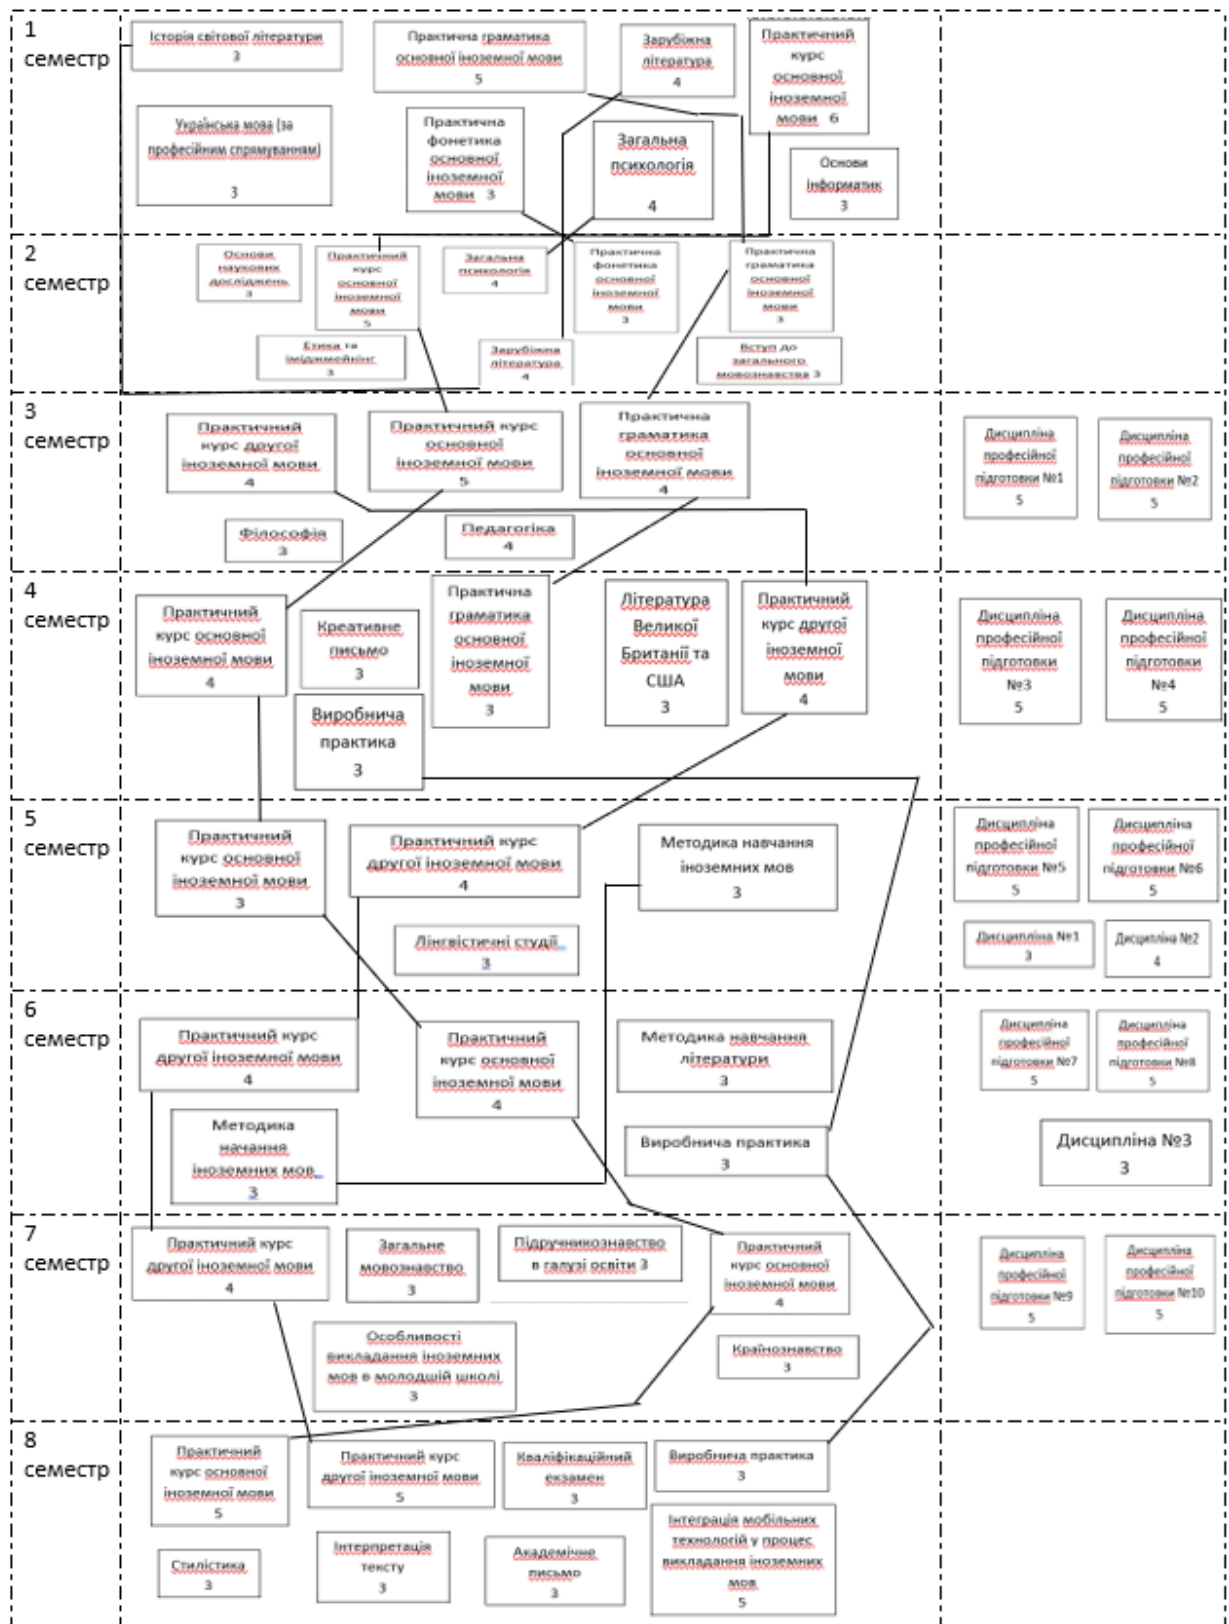 1
семестр
Історія світової літератури
3
Практична граматика
основної іноземної мови
5
Зарубіжна
література
4
Практичний
курс
основної
іноземної
мови 6
Українська мова (за
професійним спрямуванням)
3
Практична
фонетика
основної
іноземної
мови 3
Загальна
психологія
4
Основи
інформатик
3
2
семестр
Основи
наукових
досліджень
3
Практичний
курс
основної
іноземної
мови
5
Загальна
психологія
4
Практична
фонетика
основної
іноземної
мови
3
Практична
граматика
основної
іноземної
мови
3
Етика та
іміджмейкінг
3
Зарубіжна
література
4
Вступ до
загального
мовознавства 3
3
семестр
Практичний
курс другої
іноземної мови
4
Практичний курс
основної
іноземної мови
5
Практична
граматика
основної
іноземної мови
4
Дисципліна
професійної
підготовки №1
5
Дисципліна
професійної
підготовки №2
5
Філософія
3
Педагогіка
4
4
семестр
Практичний
курс основної
іноземної мови
4
Креативне
письмо
3
Практична
граматика
основної
іноземної
мови
3
Література
Великої
Британії та
США
3
Практичний
курс другої
іноземної
мови
4
Дисципліна
професійної
підготовки
№3
5
Дисципліна
професійної
підготовки
№4
5
Виробнича
практика
3
5
семестр
Практичний
курс основної
іноземної мови
3
Практичний курс
другої іноземної мови
4
Методика навчання
іноземних мов
3
Дисципліна
професійної
підготовки №5
5
Дисципліна
професійної
підготовки №6
5
Лінгвістичні студії
3
Дисципліна №1
3
Дисципліна №2
4
6
семестр
Практичний курс
другої іноземної мови
4
Практичний
курс основної
іноземної мови
4
Методика навчання
літератури
3
Дисципліна
професійної
підготовки №7
5
Дисципліна
професійної
підготовки №8
5
Методика
начання
іноземних мов
3
Виробнича практика
3
Дисципліна №3
3
7
семестр
Практичний курс
другої іноземної мови
4
Загальне
мовознавство
3
Підручникознавство
в галузі освіти 3
Практичний
курс основної
іноземної мови
4
Дисципліна
професійної
підготовки №9
5
Дисципліна
професійної
підготовки №10
5
Особливості
викладання іноземних
мов в молодшій школі
3
Країнознавство
3
8
семестр
Практичний
курс основної
іноземної мови
5
Практичний курс
другої іноземної мови
5
Кваліфікаційний
екзамен
3
Виробнича практика
3
Стилістика
3
Інтерпретація
тексту
3
Академічне
письмо
3
Інтеграція мобільних
технологій у процес
викладання іноземних
мов
5